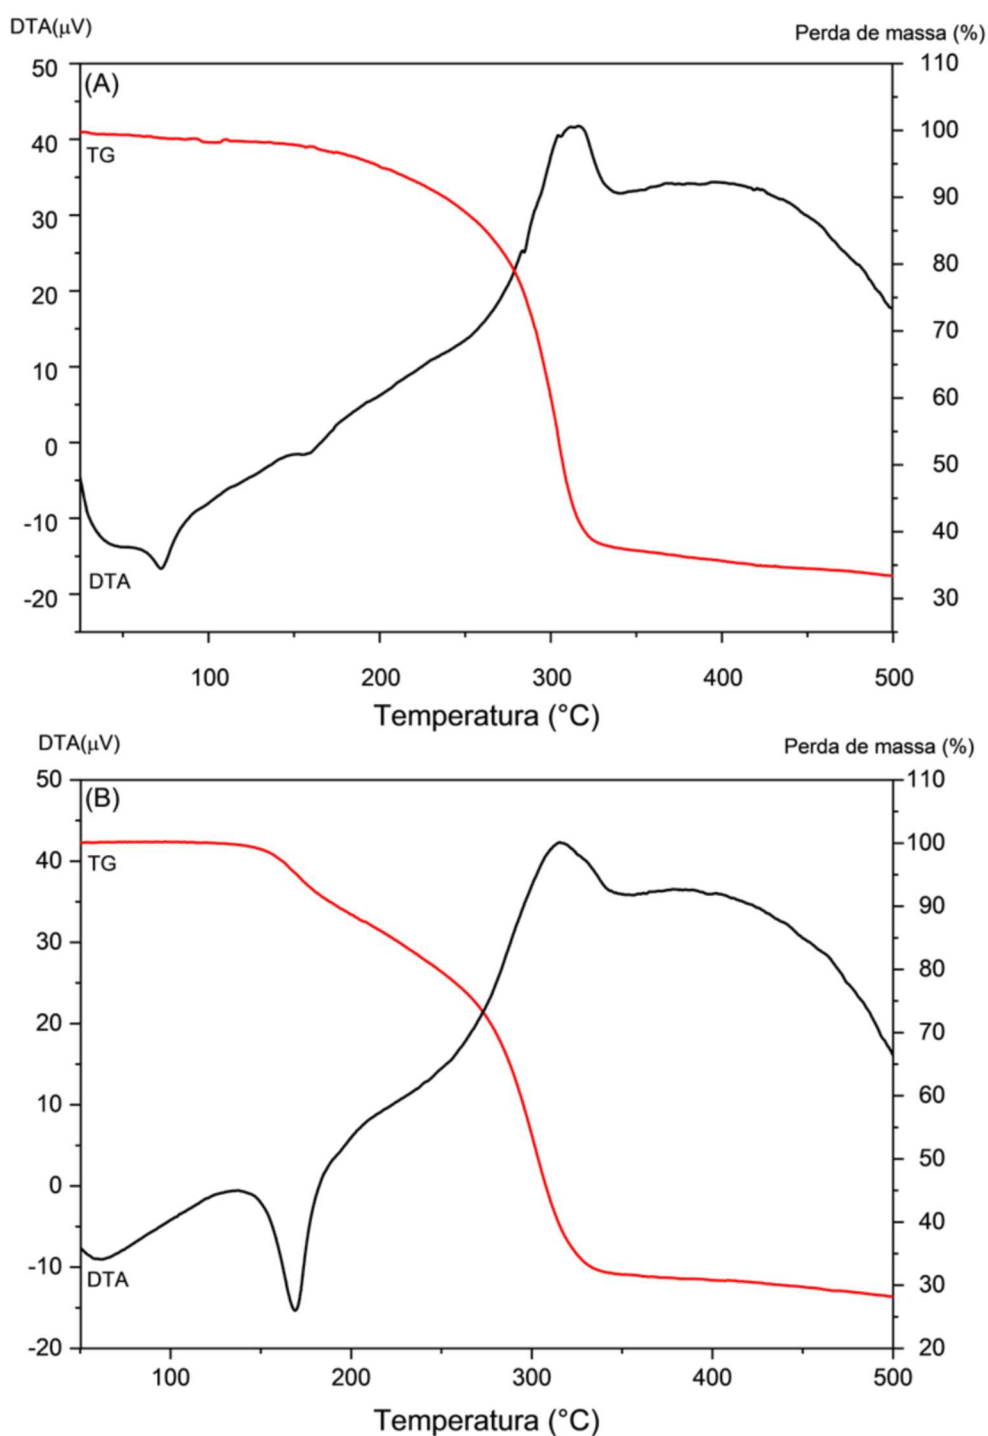 DTA(μV) Perda de massa (%)
50 (A) 110
40 TG 100
30 90
20 80
10 70
0 60
-10 50
-20 DTA 40
30
100 200 300 400 500
Temperatura (°C)
DTA(μV) Perda de massa (%)
50 (B) 110
40 TG 100
30 90
20 80
10 70
0 60
-10 DTA 50
-20 40
30
20
100 200 300 400 500
Temperatura (°C)